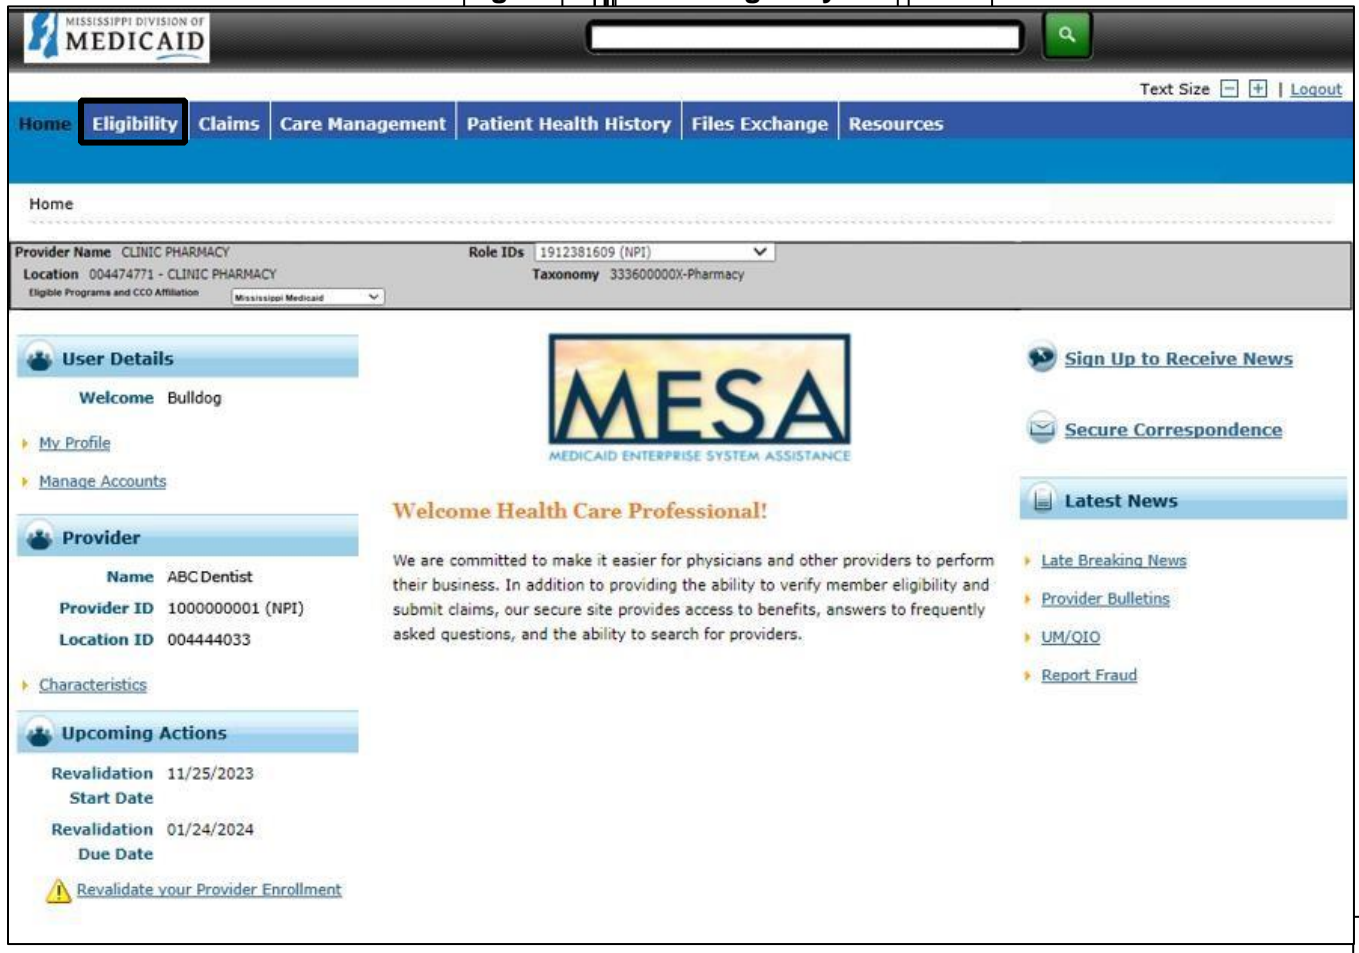 MISSISSIPPI DIVISION OF
MEDICAID
Text Size - + | Logout
Home Eligibility Claims Care Management Patient Health History Files Exchange Resources
Home
Provider Name CLINIC PHARMACY Role IDs 1912381609 (NPI)
Location 004474771 - CLINIC PHARMACY Taxonomy 333600000X-Pharmacy
Eligible Programs and CCO Affiliation Mississippi Medicaid
User Details
Welcome Bulldog
My Profile
Manage Accounts
Provider
Name ABC Dentist
Provider ID 1000000001 (NPI)
Location ID 004444033
Characteristics
Upcoming Actions
Revalidation 11/25/2023
Start Date
Revalidation 01/24/2024
Due Date
Revalidate your Provider Enrollment
MESA
MEDICAID ENTERPRISE SYSTEM ASSISTANCE
Welcome Health Care Professional!
We are committed to make it easier for physicians and other providers to perform
their business. In addition to providing the ability to verify member eligibility and
submit claims, our secure site provides access to benefits, answers to frequently
asked questions, and the ability to search for providers.
Sign Up to Receive News
Secure Correspondence
Latest News
Late Breaking News
Provider Bulletins
UM/QIO
Report Fraud